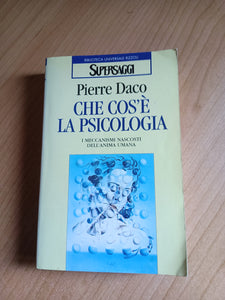 BIBLIOTECA UNIVERSALE RIZZOLI
SUPERSAGGI
Pierre Daco
CHE COS'È
LA PSICOLOGIA
I MECCANISMI NASCOSTI
DELL'ANIMA UMANA